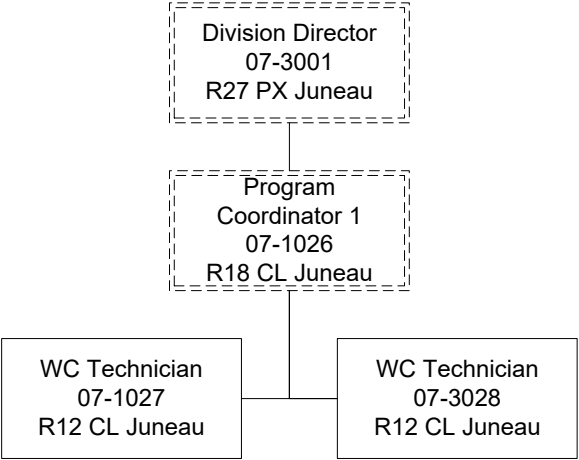 Division Director
07-3001
R27 PX Juneau
Program
Coordinator 1
07-1026
R18 CL Juneau
WC Technician
07-1027
R12 CL Juneau
WC Technician
07-3028
R12 CL Juneau